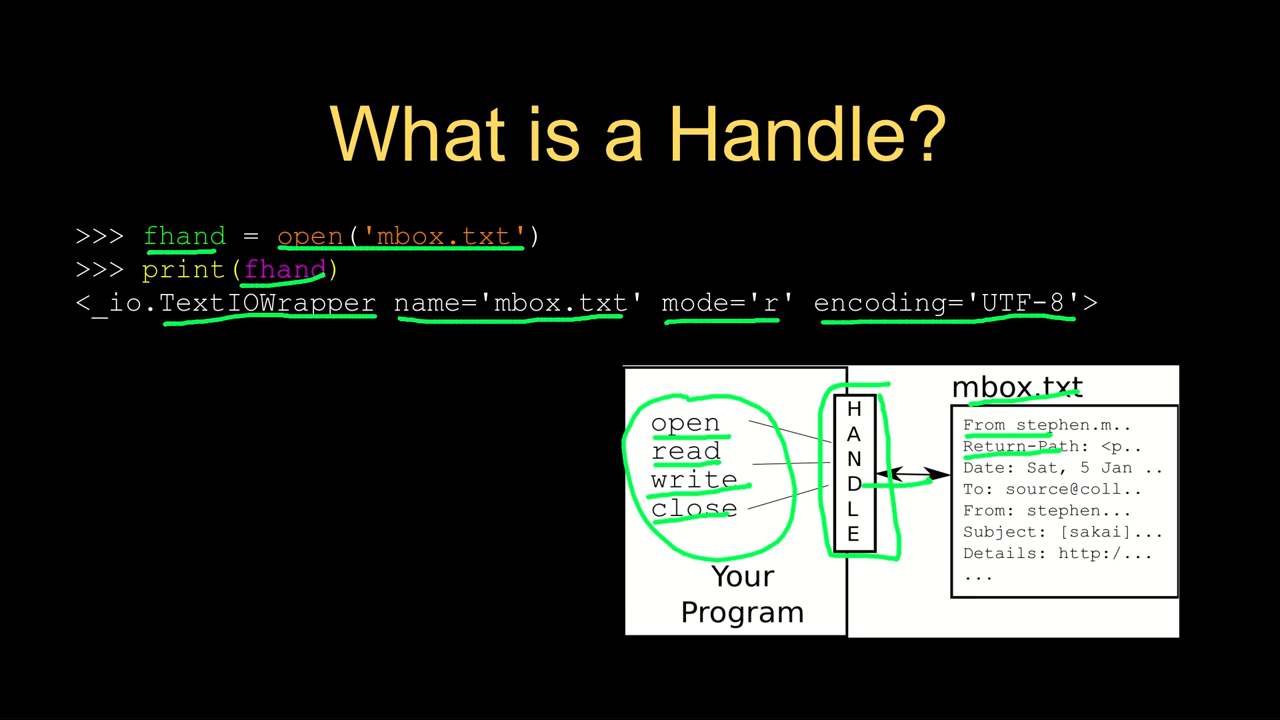 What is a Handle?
>>> fhand = open('mbox.txt')
>>> print(fhand)
<_io.TextIOWrapper name='mbox.txt' mode='r' encoding='UTF-8'>
open
read
write
close
Your
Program
H
A
N
D
L
E
mbox.txt
From stephen.m..
Return-Path: <p..
Date: Sat, 5 Jan ..
To: source@coll..
From: stephen...
Subject: [sakai]...
Details: http:/...
...